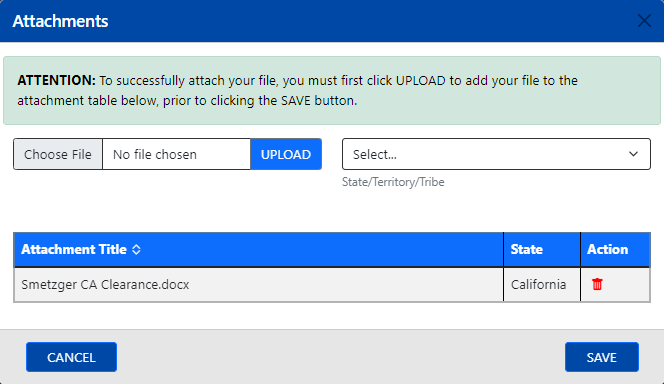 Attachments
ATTENTION: To successfully attach your file, you must first click UPLOAD to add your file to the
attachment table below, prior to clicking the SAVE button.
Choose File No file chosen UPLOAD Select...
State/Territory/Tribe
Attachment Title State Action
Smetzger CA Clearance.docx California
CANCEL SAVE